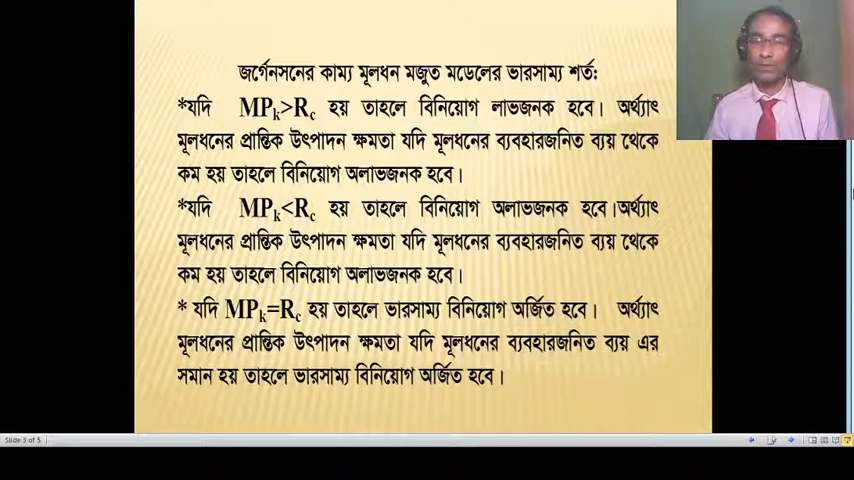 জর্গেনসনের কাম্য মূলধন মজুত মডেলের ভারসাম্য শর্ত:
*যদি MPk>Rc হয় তাহলে বিনিয়োগ লাভজনক হবে। অর্থ্যাৎ
মূলধনের প্রান্তিক উৎপাদন ক্ষমতা যদি মূলধনের ব্যবহারজনিত ব্যয় থেকে
কম হয় তাহলে বিনিয়োগ অলাভজনক হবে।
*যদি MPk<Rc হয় তাহলে বিনিয়োগ অলাভজনক হবে।অর্থ্যাৎ
মূলধনের প্রান্তিক উৎপাদন ক্ষমতা যদি মূলধনের ব্যবহারজনিত ব্যয় থেকে
কম হয় তাহলে বিনিয়োগ অলাভজনক হবে।
* যদি MPk=Rc হয় তাহলে ভারসাম্য বিনিয়োগ অর্জিত হবে। অর্থ্যাৎ
মূলধনের প্রান্তিক উৎপাদন ক্ষমতা যদি মূলধনের ব্যবহারজনিত ব্যয় এর
সমান হয় তাহলে ভারসাম্য বিনিয়োগ অর্জিত হবে।
Slide 3 of 5